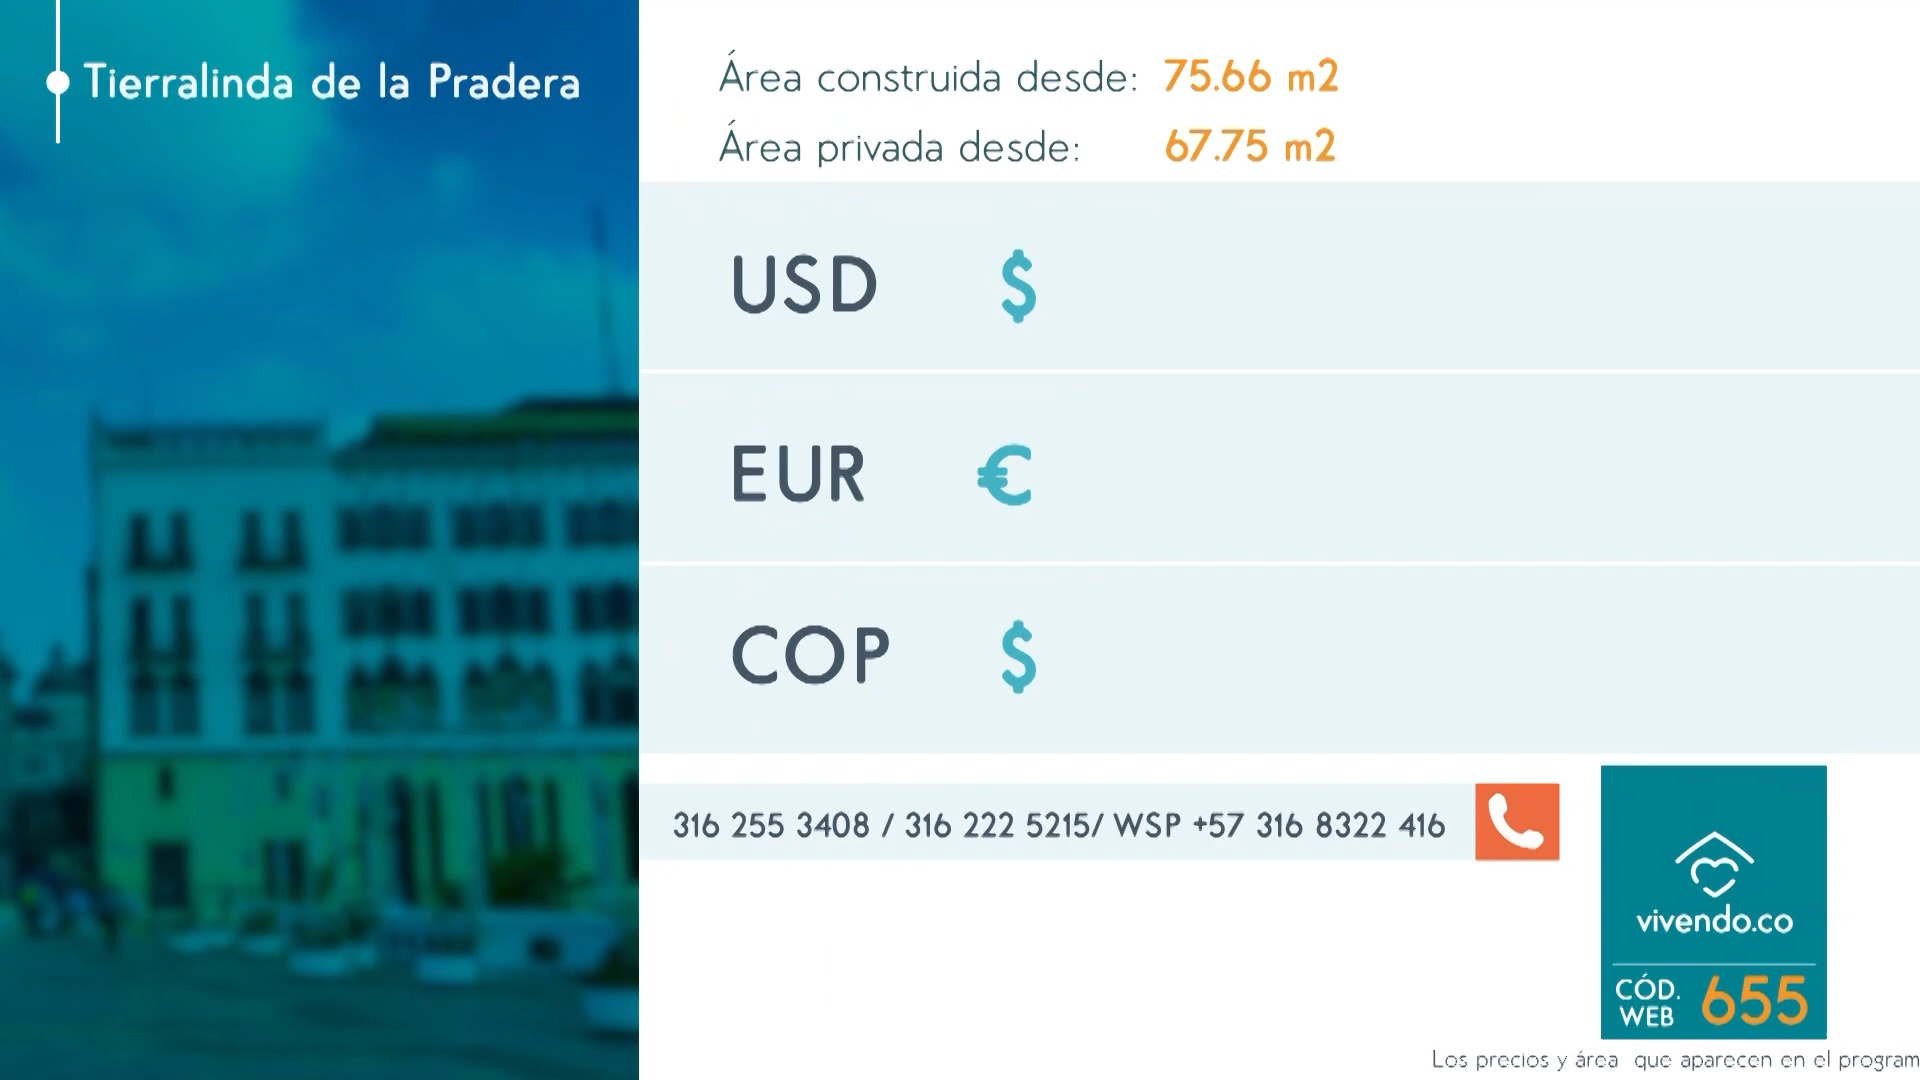 Tierralinda de la Pradera
Área construida desde: 75.66 m2
Área privada desde: 67.75 m2
USD $
EUR €
COP $
316 255 3408 / 316 222 5215/ WSP +57 316 8322 416
vivendo.co
CÓD. WEB 655
Los precios y área que aparecen en el program